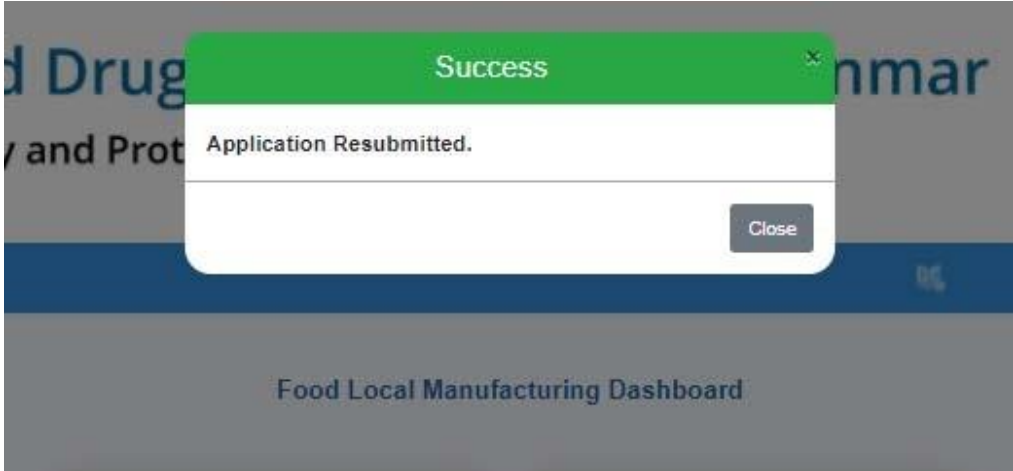 d Drug nmar
Success ×
y and Prot
Application Resubmitted.
Close
Food Local Manufacturing Dashboard